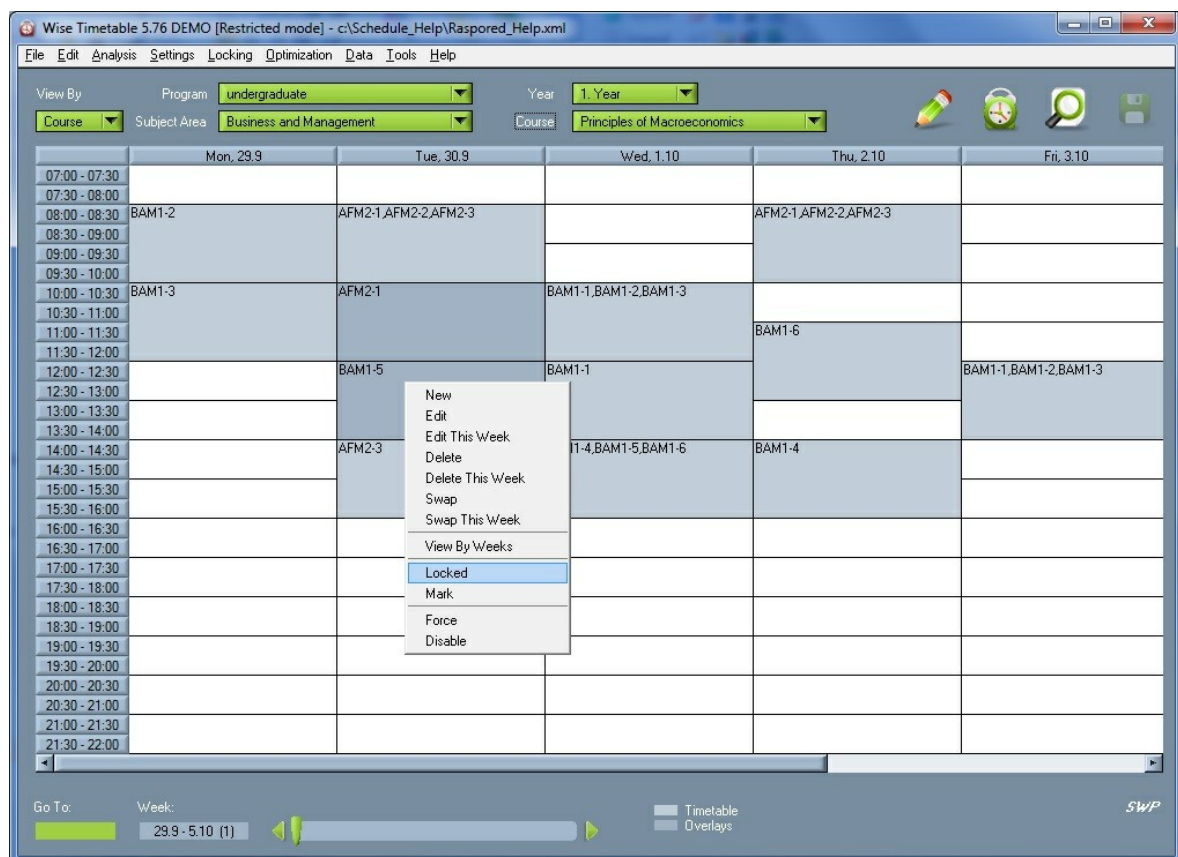 Wise Timetable 5.76 DEMO [Restricted mode] - c:\Schedule_Help\Raspored_Help.xml
File Edit Analysis Settings Locking Optimization Data Tools Help
View By Program undergraduate Year 1. Year
Course Subject Area Business and Management Course Principles of Macroeconomics
Mon, 29.9 Tue, 30.9 Wed, 1.10 Thu, 2.10 Fri, 3.10
07:00 - 07:30
07:30 - 08:00
08:00 - 08:30 BAM1-2 AFM2-1,AFM2-2,AFM2-3 AFM2-1,AFM2-2,AFM2-3
08:30 - 09:00
09:00 - 09:30
09:30 - 10:00
10:00 - 10:30 BAM1-3 AFM2-1 BAM1-1,BAM1-2,BAM1-3
10:30 - 11:00
11:00 - 11:30 BAM1-6
11:30 - 12:00
12:00 - 12:30 BAM1-5 BAM1-1 BAM1-1,BAM1-2,BAM1-3
12:30 - 13:00 New
13:00 - 13:30 Edit
13:30 - 14:00 Edit This Week
14:00 - 14:30 AFM2-3 Delete 11-4,BAM1-5,BAM1-6 BAM1-4
14:30 - 15:00 Delete This Week
15:00 - 15:30 Swap
15:30 - 16:00 Swap This Week
16:00 - 16:30
16:30 - 17:00 View By Weeks
17:00 - 17:30 Locked
17:30 - 18:00 Mark
18:00 - 18:30
18:30 - 19:00 Force
19:00 - 19:30 Disable
19:30 - 20:00
20:00 - 20:30
20:30 - 21:00
21:00 - 21:30
21:30 - 22:00
Go To: Week: Timetable SWP
29.9 - 5.10 (1) Overlays